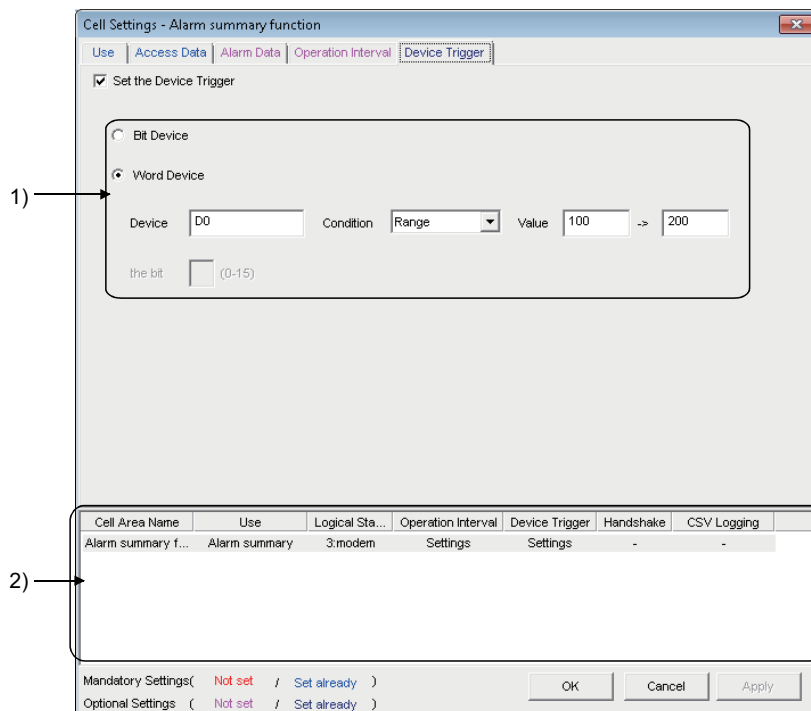 Cell Settings - Alarm summary function
Use Access Data Alarm Data Operation Interval Device Trigger
Set the Device Trigger
Bit Device
1)
Word Device
Device D0 Condition Range Value 100 -> 200
the bit (0-15)
Cell Area Name Use Logical Sta... Operation Interval Device Trigger Handshake CSV Logging
Alarm summary f... Alarm summary 3:modem Settings Settings - -
2)
Mandatory Settings( Not set / Set already )
Optional Settings ( Not set / Set already )
OK Cancel Apply